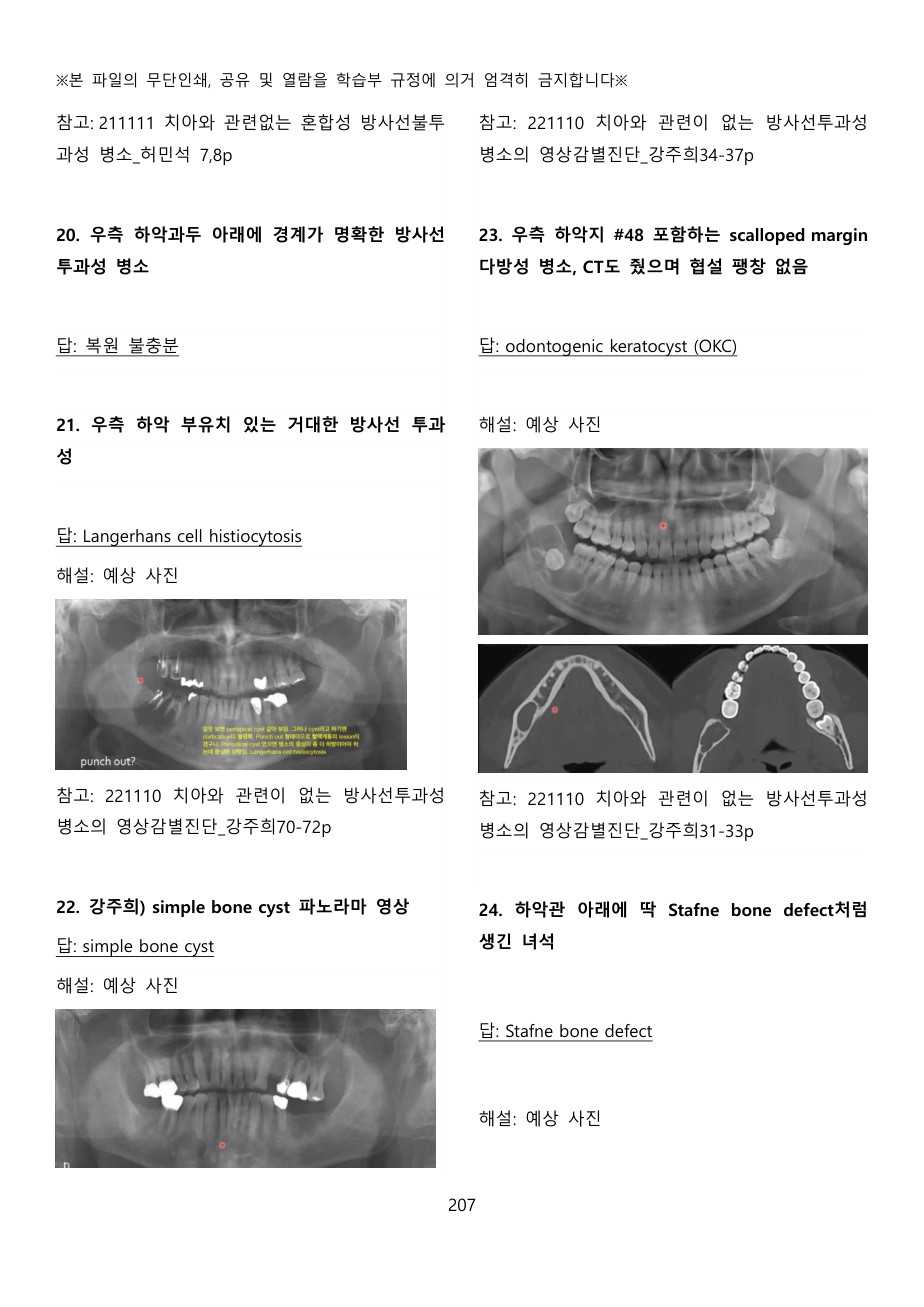 ※본 파일의 무단인쇄, 공유 및 열람을 학습부 규정에 의거 엄격히 금지합니다※
참고: 211111 치아와 관련없는 혼합성 방사선불투
과성 병소_허민석 7,8p
20. 우측 하악과두 아래에 경계가 명확한 방사선
투과성 병소
답: 복원 불충분
21. 우측 하악 부유치 있는 거대한 방사선 투과
성
답: Langerhans cell histiocytosis
해설: 예상 사진
punch out?
참고: 221110 치아와 관련이 없는 방사선투과성
병소의 영상감별진단_강주희70-72p
22. 강주희) simple bone cyst 파노라마 영상
답: simple bone cyst
해설: 예상 사진
참고: 221110 치아와 관련이 없는 방사선투과성
병소의 영상감별진단_강주희34-37p
23. 우측 하악지 #48 포함하는 scalloped margin
다방성 병소, CT도 줬으며 협설 팽창 없음
답: odontogenic keratocyst (OKC)
해설: 예상 사진
참고: 221110 치아와 관련이 없는 방사선투과성
병소의 영상감별진단_강주희31-33p
24. 하악관 아래에 딱 Stafne bone defect처럼
생긴 녀석
답: Stafne bone defect
해설: 예상 사진
207